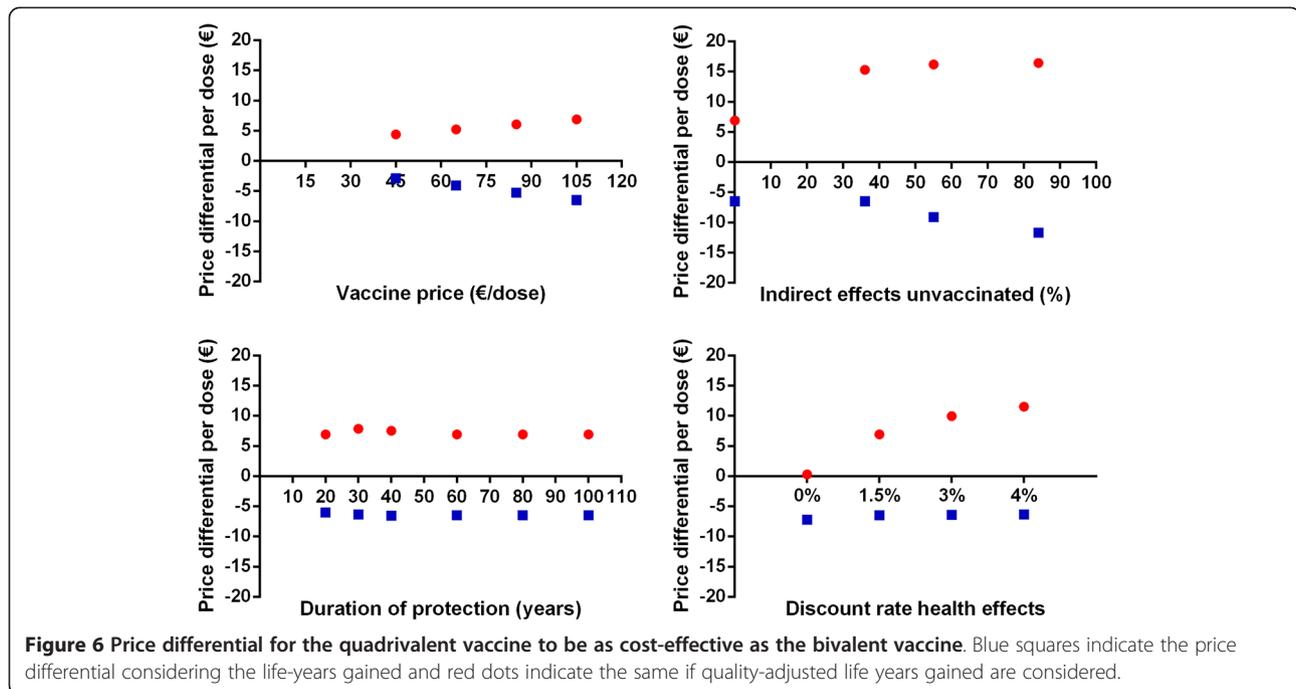 Price differential per dose (€)
20
15
10
5
0
-5
-10
-15
-20
15 30 45 60 75 90 105 120
Vaccine price (€/dose)
Price differential per dose (€)
20
15
10
5
0
-5
-10
-15
-20
10 20 30 40 50 60 70 80 90 100
Indirect effects unvaccinated (%)
Price differential per dose (€)
20
15
10
5
0
-5
-10
-15
-20
10 20 30 40 50 60 70 80 90 100 110
Duration of protection (years)
Price differential per dose (€)
20
15
10
5
0
-5
-10
-15
-20
0% 1.5% 3% 4%
Discount rate health effects
Figure 6 Price differential for the quadrivalent vaccine to be as cost-effective as the bivalent vaccine. Blue squares indicate the price
differential considering the life-years gained and red dots indicate the same if quality-adjusted life years gained are considered.